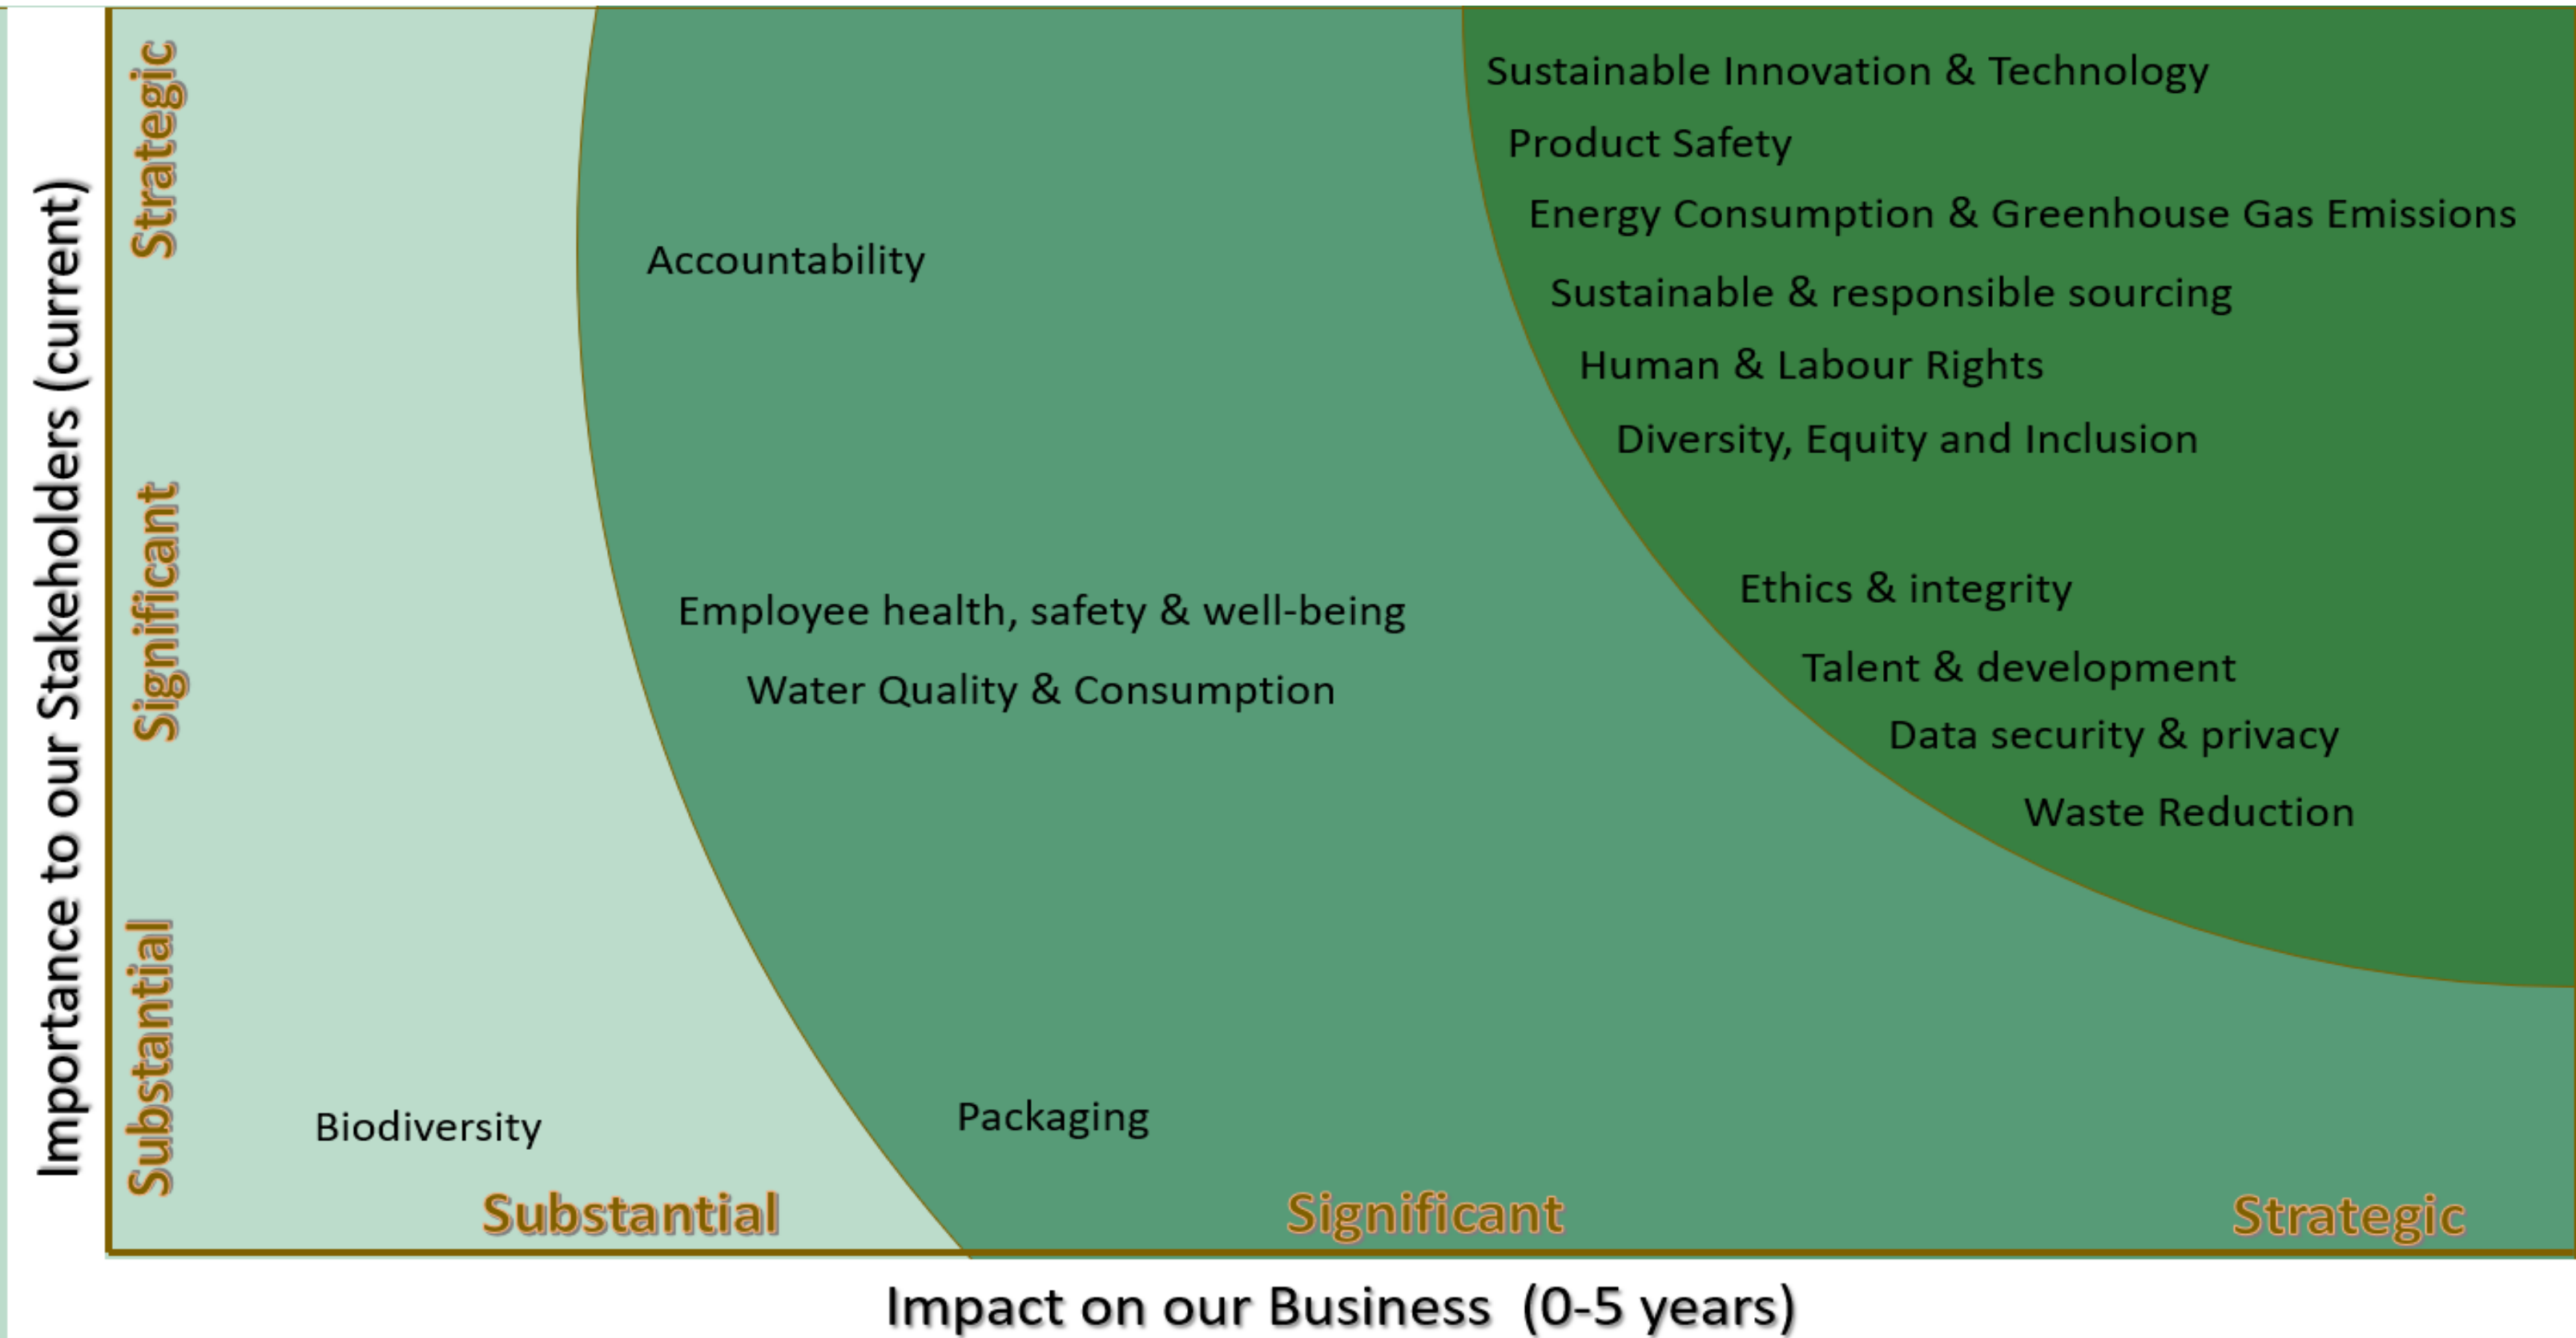 Importance to our Stakeholders (current)
Strategic
Significant
Substantial
Sustainable Innovation & Technology
Product Safety
Energy Consumption & Greenhouse Gas Emissions
Accountability
Sustainable & responsible sourcing
Human & Labour Rights
Diversity, Equity and Inclusion
Ethics & integrity
Employee health, safety & well-being
Talent & development
Water Quality & Consumption
Data security & privacy
Waste Reduction
Biodiversity
Packaging
Substantial
Significant
Strategic
Impact on our Business (0-5 years)